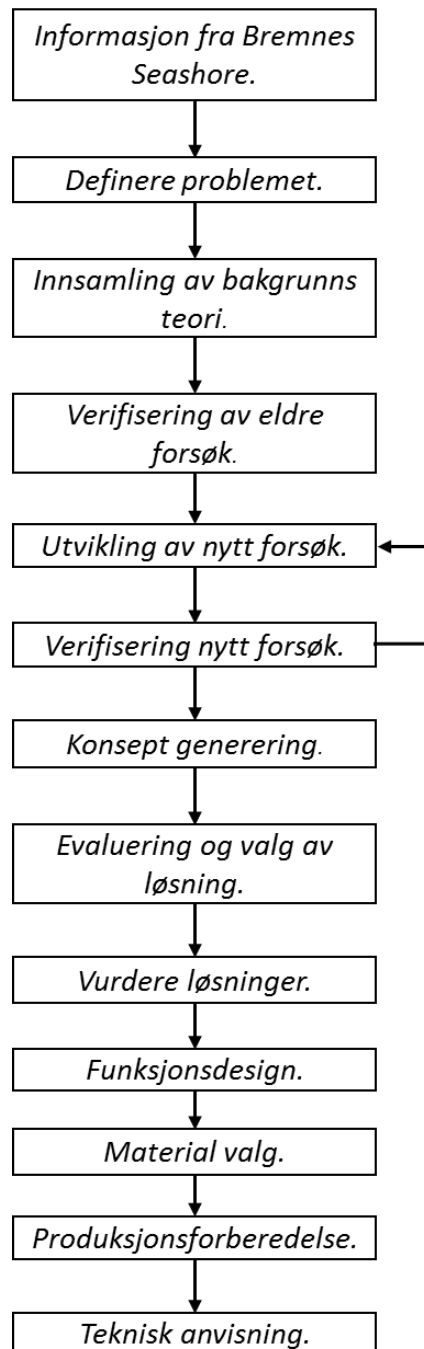 Informasjon fra Bremnes
Seashore.
Definere problemet.
Innsamling av bakgrunns
teori.
Verifisering av eldre
forsøk.
Utvikling av nytt forsøk.
Verifisering nytt forsøk.
Konsept generering.
Evaluering og valg av
løsning.
Vurdere løsninger.
Funksjonsdesign.
Material valg.
Produksjonsforberedelse.
Teknisk anvisning.